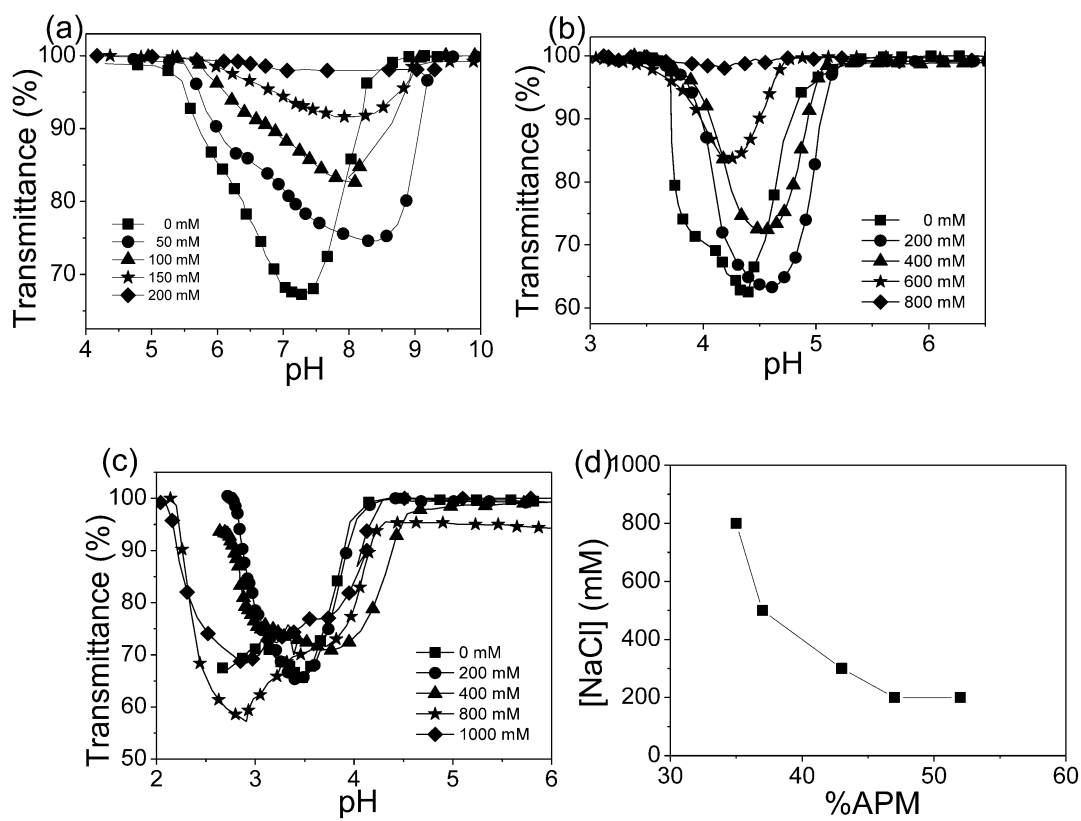 (a)
100
90
80
70
Transmittance (%)
0 mM
50 mM
100 mM
150 mM
200 mM
4 5 6 7 8 9 10
pH
(b)
100
90
80
70
60
Transmittance (%)
0 mM
200 mM
400 mM
600 mM
800 mM
3 4 5 6
pH
(c)
100
90
80
70
60
50
Transmittance (%)
0 mM
200 mM
400 mM
800 mM
1000 mM
2 3 4 5 6
pH
(d)
1000
800
600
400
200
0
[NaCl] (mM)
30 40 50 60
%APM